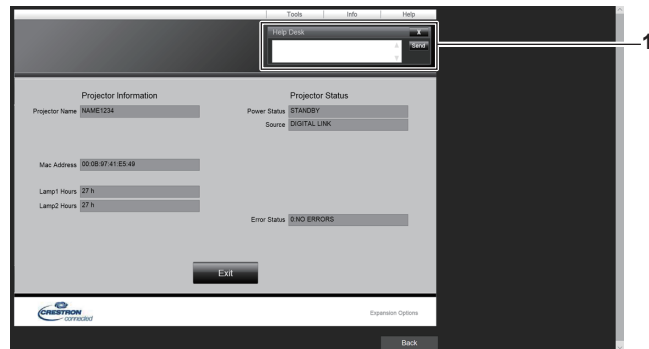 Tools Info Help
Help Desk X
Send
1
Projector Information Projector Status
Projector Name NAME1234 Power Status STANDBY
Source DIGITAL LINK
Mac Address 00:0B:97:41:E5:49
Lamp1 Hours 27 h
Lamp2 Hours 27 h
Error Status 0:NO ERRORS
Exit
CRESTRON
connected
Expansion Options
Back